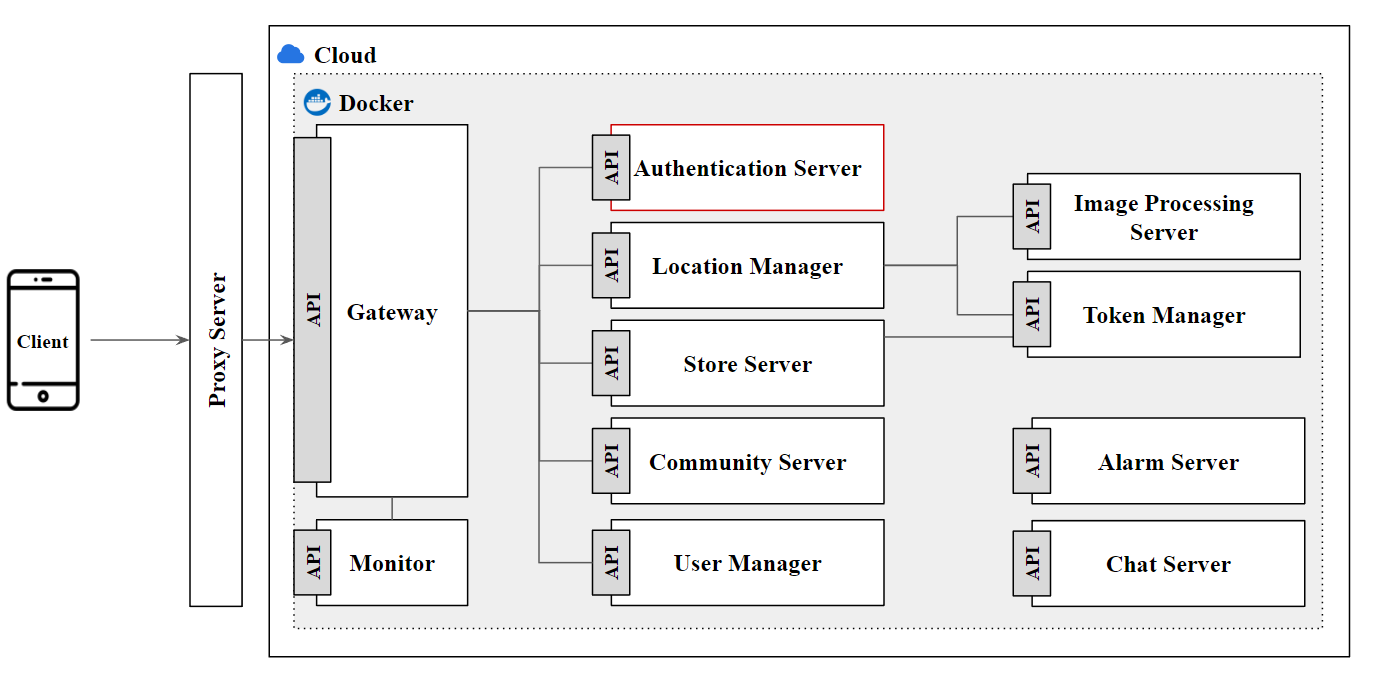 Cloud
Docker
Client
Proxy Server
API
Gateway
API
Monitor
API
Authentication Server
API
Location Manager
API
Store Server
API
Community Server
API
User Manager
API
Image Processing
Server
API
Token Manager
API
Alarm Server
API
Chat Server